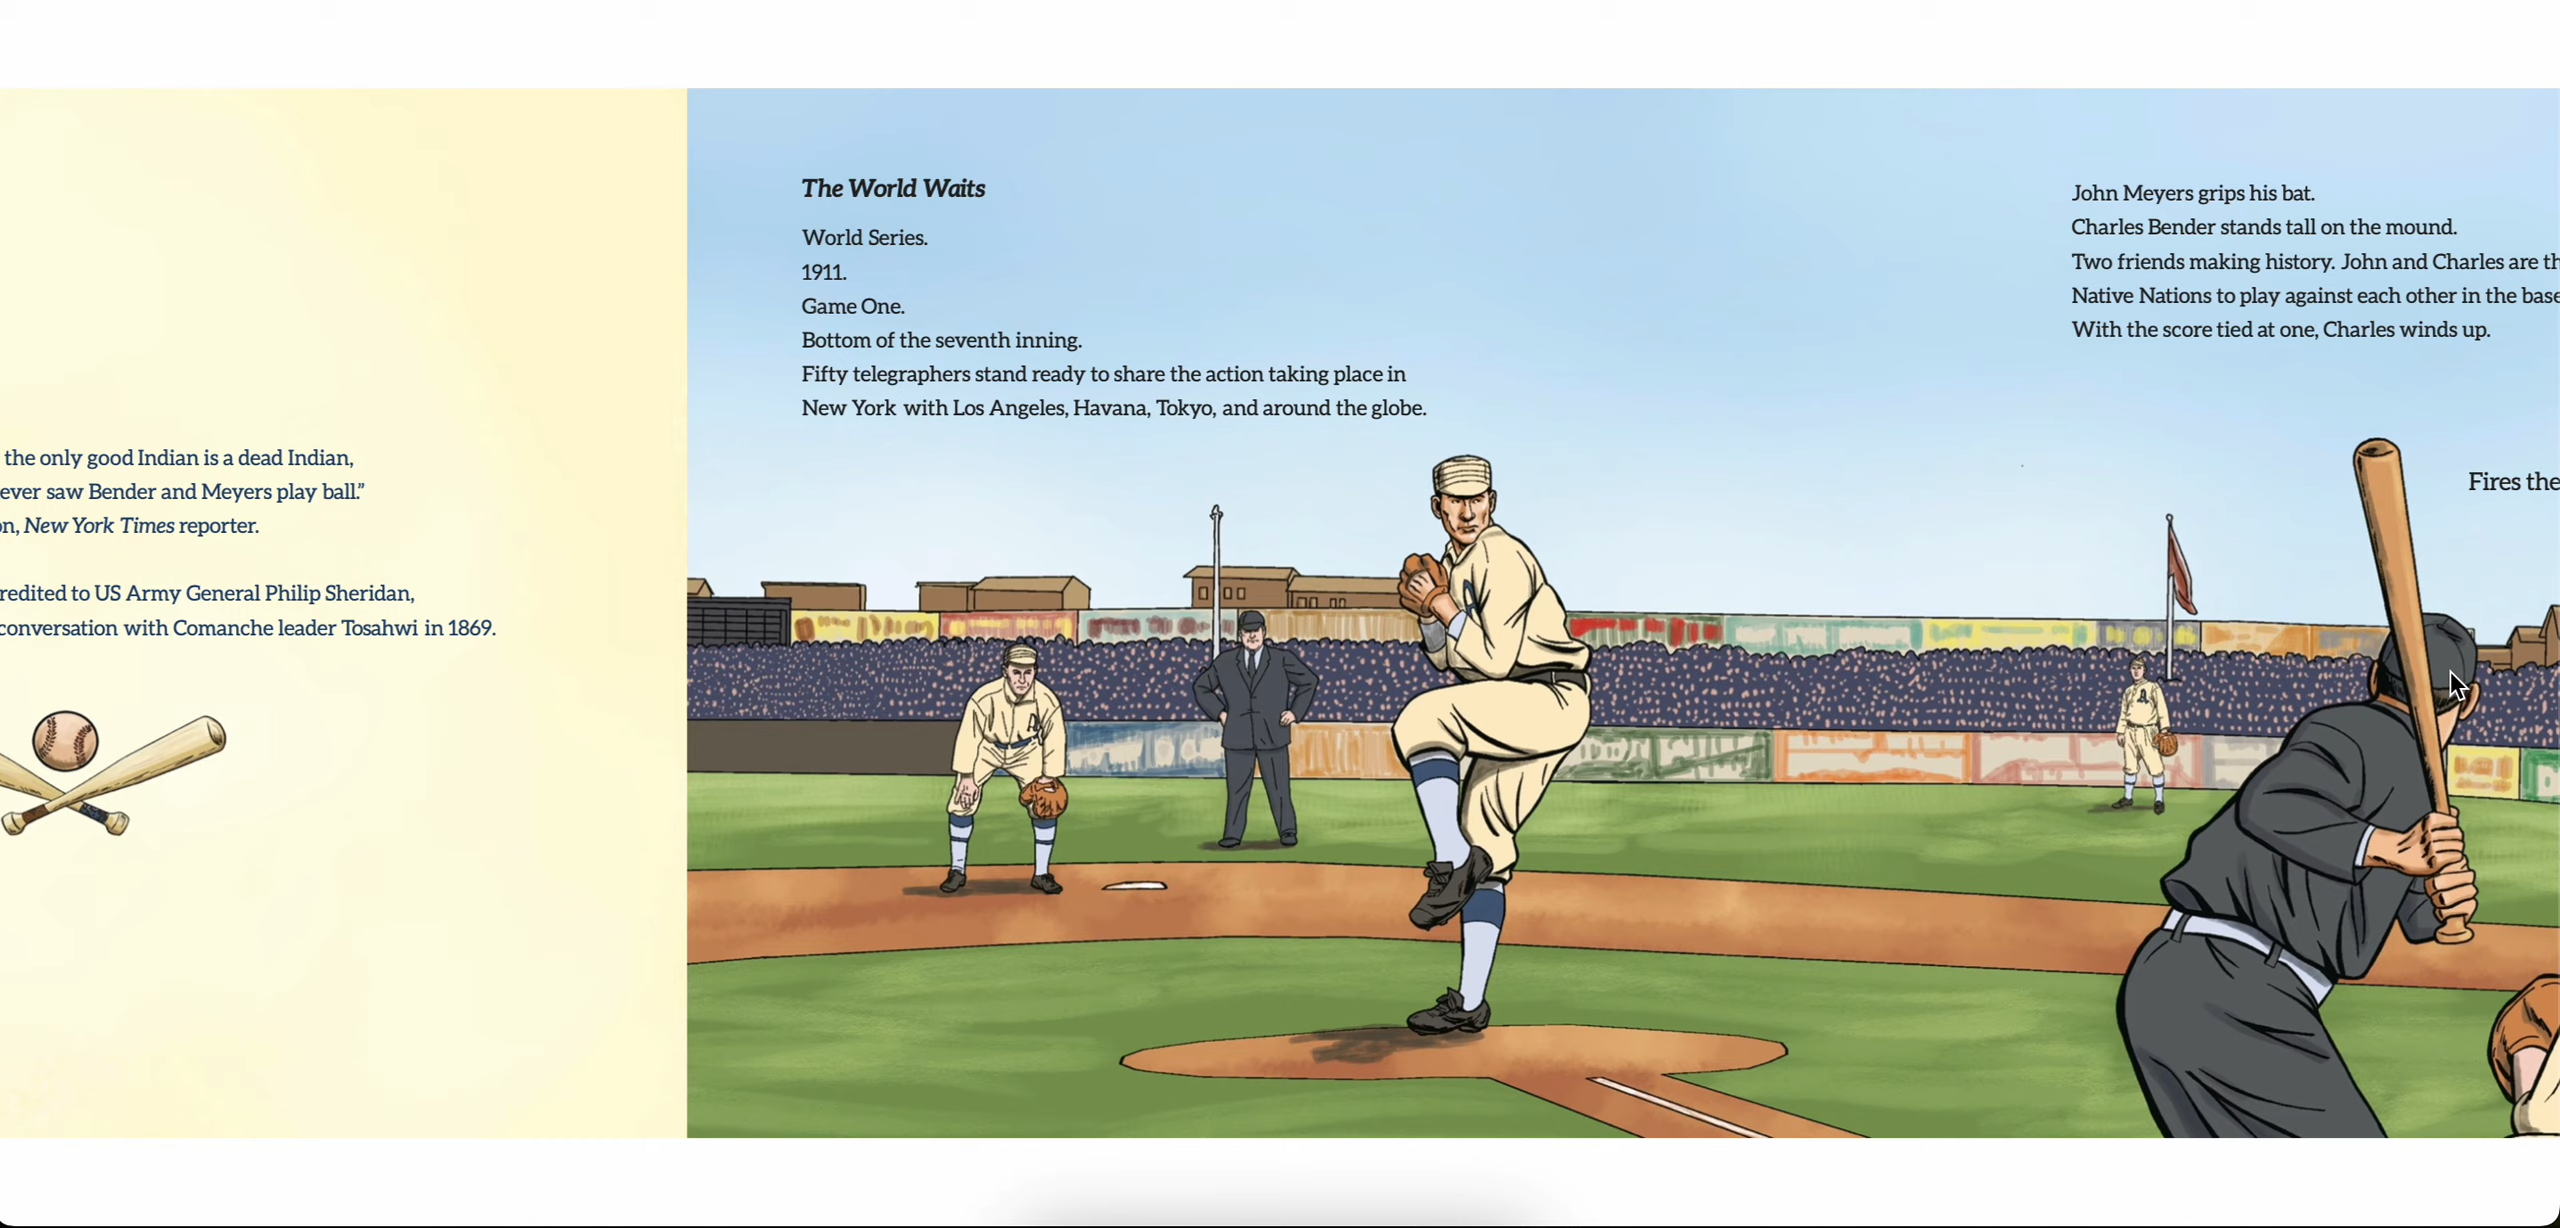 the only good Indian is a dead Indian,
ever saw Bender and Meyers play ball.”
on, New York Times reporter.
redited to US Army General Philip Sheridan,
conversation with Comanche leader Tosahwi in 1869.
The World Waits
World Series.
1911.
Game One.
Bottom of the seventh inning.
Fifty telegraphers stand ready to share the action taking place in
New York with Los Angeles, Havana, Tokyo, and around the globe.
John Meyers grips his bat.
Charles Bender stands tall on the mound.
Two friends making history. John and Charles are th
Native Nations to play against each other in the base
With the score tied at one, Charles winds up.
Fires the